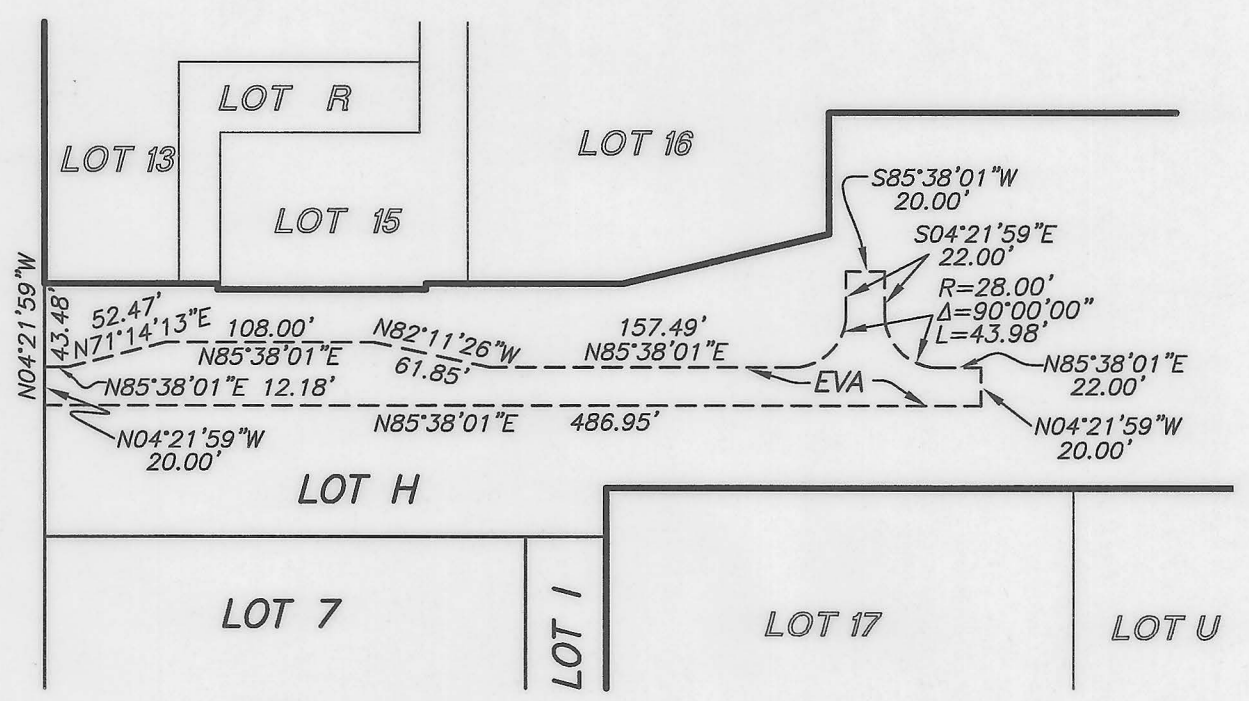 LOT R
LOT 13
LOT 16
LOT 15
S85°38'01"W
20.00'
S04°21'59"E
22.00'
R=28.00'
Δ=90°00'00"
L=43.98'
N04°21'59"W
43.48'
52.47'
N71°14'13"E
108.00'
N85°38'01"E
N82°11'26"W
61.85'
157.49'
N85°38'01"E
N85°38'01"E
22.00'
N85°38'01"E 12.18'
EVA
N85°38'01"E 486.95'
N04°21'59"W
20.00'
N04°21'59"W
20.00'
LOT H
LOT 7
LOT I
LOT 17
LOT U